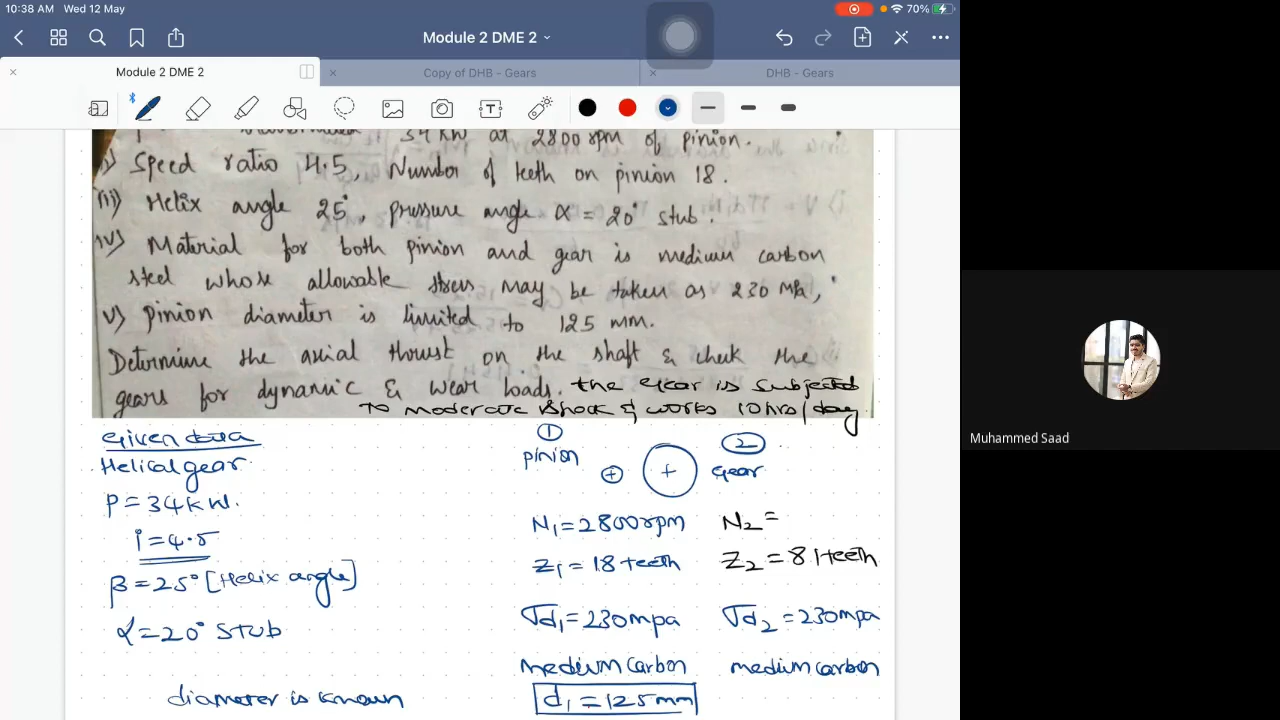 10:38 AM Wed 12 May
70%
Module 2 DME 2
Module 2 DME 2
Copy of DHB - Gears
DHB - Gears
34 kW at 2800 rpm of pinion.
Speed ratio 4.5, Number of teeth on pinion 18.
iii) Helix angle 25°, pressure angle α = 20° stub.
iv) Material for both pinion and gear is medium carbon
steel whose allowable stress may be taken as 230 MPa,
v) pinion diameter is limited to 125 mm.
Determine the axial thrust on the shaft & check the
gears for dynamic & wear loads. the gear is subjected
to moderate shock & works 10 hrs/day
Given data
① ②
Helical gear
pinion gear
P = 34 kW.
N1 = 2800 rpm N2 =
i = 4.5
Z1 = 18 teeth Z2 = 81 teeth
β = 25° [Helix angle]
α = 20° stub
σd1 = 230 mpa σd2 = 230 mpa
medium carbon medium carbon
diameter is known d1 = 125 mm
Muhammed Saad